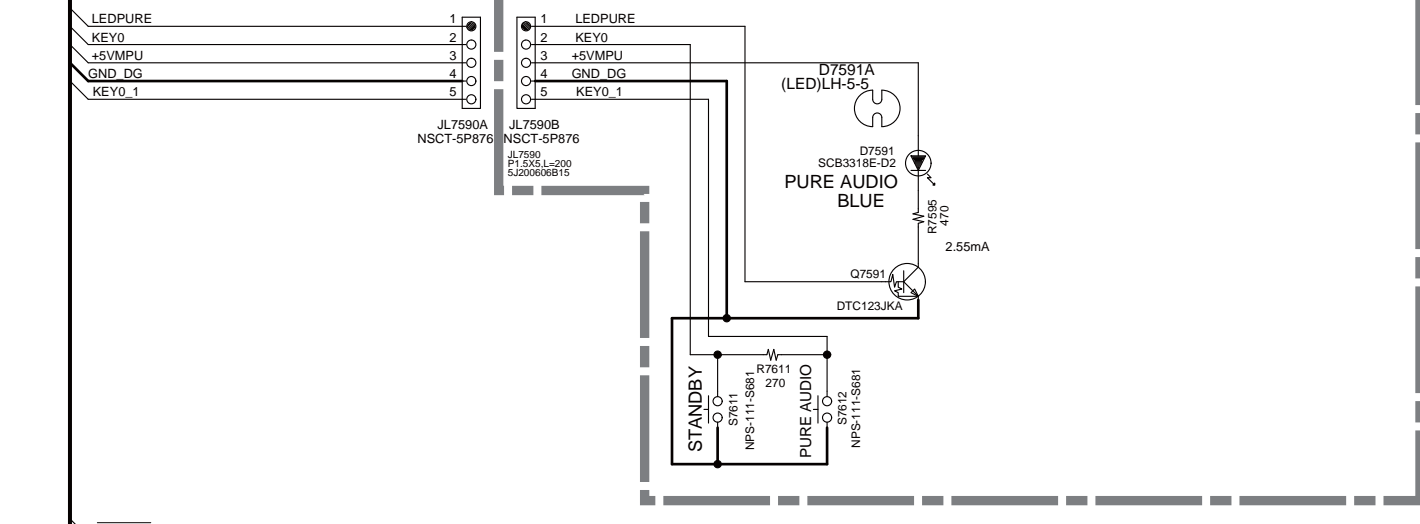 LEDPURE
KEY0
+5VMPU
GND_DG
KEY0_1
1
2
3
4
5
JL7590A
NSCT-5P876
1
2
3
4
5
LEDPURE
KEY0
+5VMPU
GND_DG
KEY0_1
JL7590B
NSCT-5P876
JL7590
P1.5X5,L=200
5J200606B15
D7591A
(LED)LH-5-5
D7591
SCB3318E-D2
PURE AUDIO
BLUE
R7595
470
2.55mA
Q7591
DTC123JKA
R7611
270
STANDBY
S7611
NPS-111-S681
PURE AUDIO
S7612
NPS-111-S681